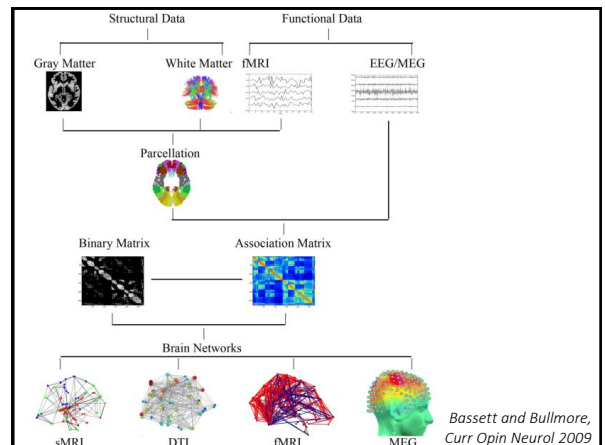 Structural Data
Functional Data
Gray Matter
White Matter
fMRI
EEG/MEG
Parcellation
Binary Matrix
Association Matrix
Brain Networks
sMRI
DTI
fMRI
MEG
Bassett and Bullmore,
Curr Opin Neurol 2009